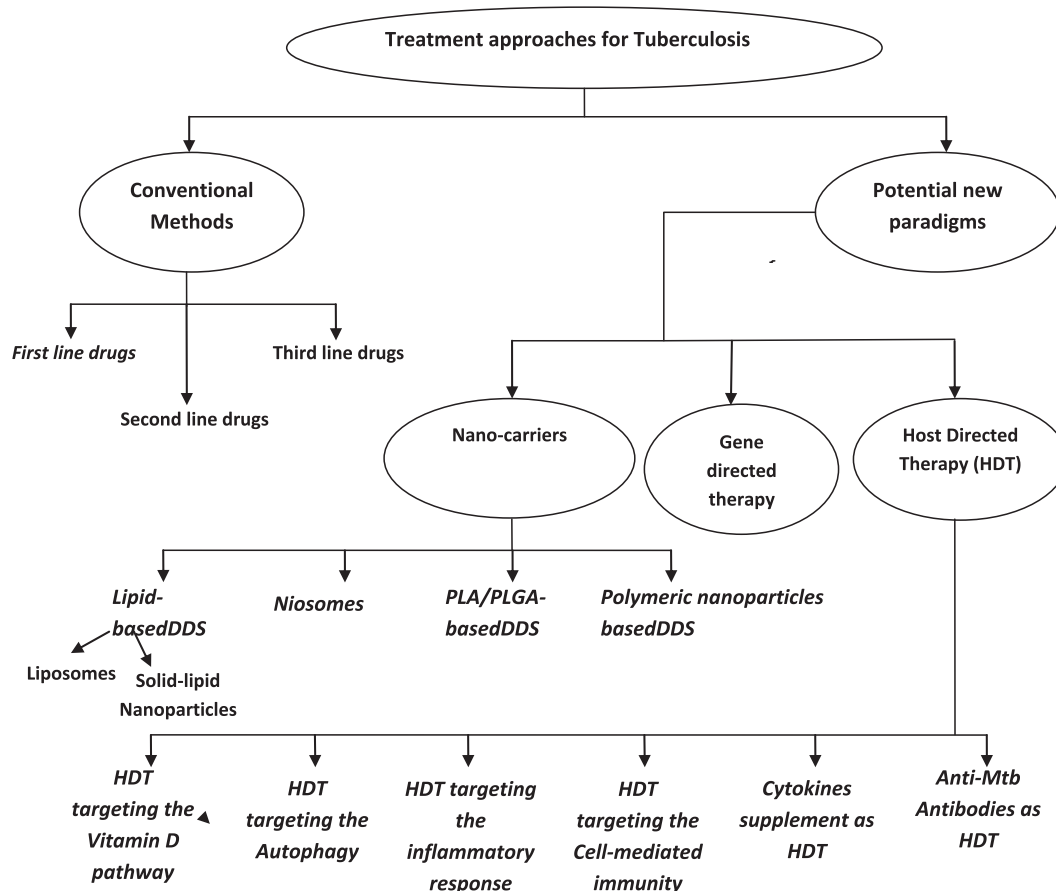 Treatment approaches for Tuberculosis
Conventional
Methods
Potential new
paradigms
First line drugs
Third line drugs
Second line drugs
Nano-carriers
Gene
directed
therapy
Host Directed
Therapy (HDT)
Lipid-
basedDDS
Niosomes
PLA/PLGA-
basedDDS
Polymeric nanoparticles
basedDDS
Liposomes
Solid-lipid
Nanoparticles
HDT
targeting the
Vitamin D
pathway
HDT
targeting the
Autophagy
HDT targeting
the
inflammatory
response
HDT
targeting the
Cell-mediated
immunity
Cytokines
supplement as
HDT
Anti-Mtb
Antibodies as
HDT